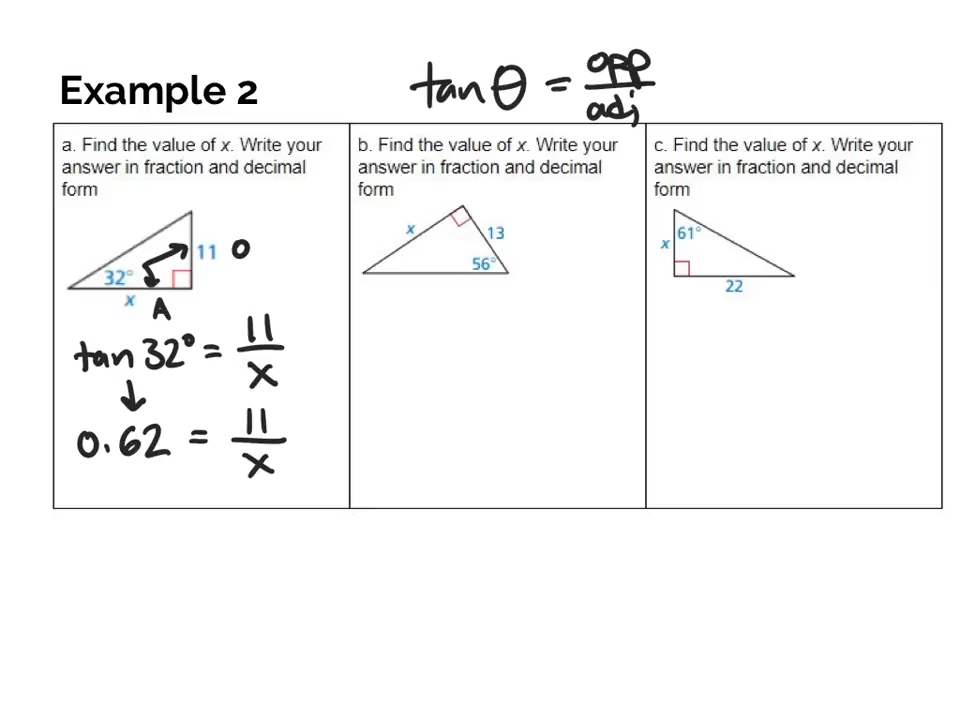 Example 2
tan θ = opp/adj
a. Find the value of x. Write your
answer in fraction and decimal
form
11 O
32°
x
A
tan 32° = 11/x
↓
0.62 = 11/x
b. Find the value of x. Write your
answer in fraction and decimal
form
x
13
56°
c. Find the value of x. Write your
answer in fraction and decimal
form
61°
x
22